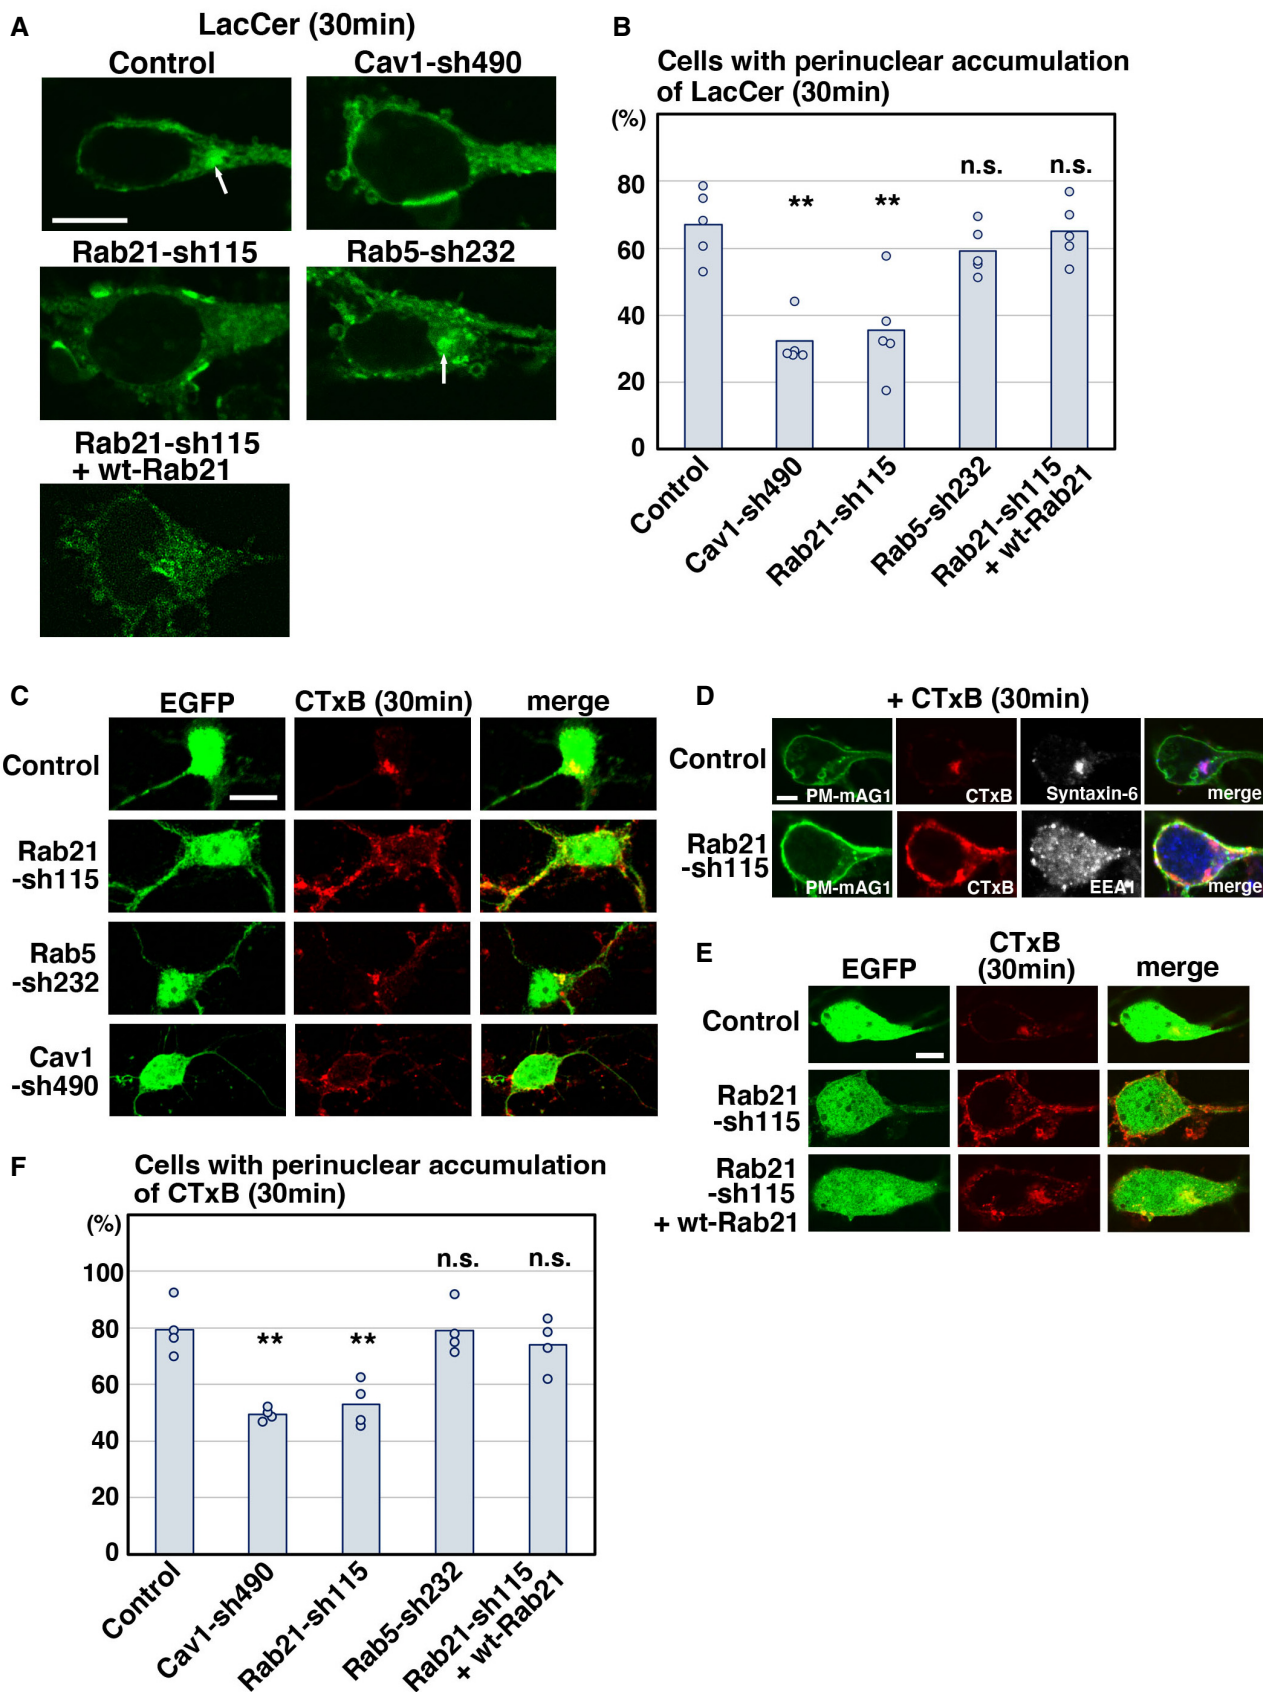 A
LacCer (30min)
Control
Cav1-sh490
Rab21-sh115
Rab5-sh232
Rab21-sh115
+ wt-Rab21
B
Cells with perinuclear accumulation
of LacCer (30min)
(%)
80
60
40
20
0
n.s.
n.s.
**
**
Control
Cav1-sh490
Rab21-sh115
Rab5-sh232
Rab21-sh115
+ wt-Rab21
C
EGFP
CTxB (30min)
merge
Control
Rab21
-sh115
Rab5
-sh232
Cav1
-sh490
D
+ CTxB (30min)
Control
PM-mAG1
CTxB
Syntaxin-6
merge
Rab21
-sh115
PM-mAG1
CTxB
EEA1
merge
E
EGFP
CTxB
(30min)
merge
Control
Rab21
-sh115
Rab21
-sh115
+ wt-Rab21
F
Cells with perinuclear accumulation
of CTxB (30min)
(%)
100
80
60
40
20
0
n.s.
n.s.
**
**
Control
Cav1-sh490
Rab21-sh115
Rab5-sh232
Rab21-sh115
+ wt-Rab21